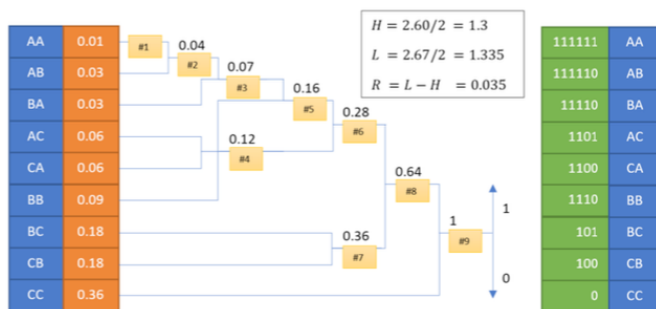 H = 2.60/2 = 1.3
L = 2.67/2 = 1.335
R = L − H = 0.035
AA 0.01 #1 0.04 111111 AA
AB 0.03 #2 0.07 111110 AB
BA 0.03 #3 0.16 11110 BA
AC 0.06 #5 0.28 1101 AC
CA 0.06 0.12 #4 #6 1100 CA
BB 0.09 0.64 #8 1110 BB
BC 0.18 0.36 1 1 101 BC
CB 0.18 #7 #9 100 CB
CC 0.36 0 0 CC